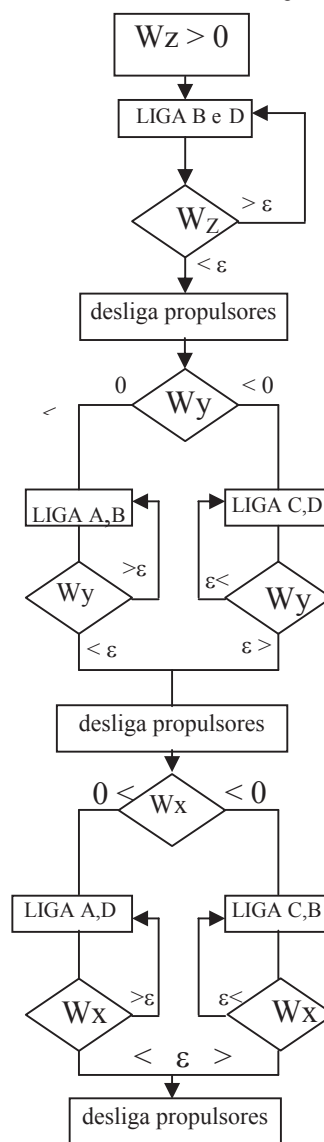 Wz > 0
LIGA B e D
> ε
WZ
< ε
desliga propulsores
0 < 0
<
Wy
LIGA A,B LIGA C,D
>ε ε<
Wy Wy
< ε ε >
desliga propulsores
0 < < 0
Wx
LIGA A,D LIGA C,B
>ε ε<
Wx Wx
< ε >
desliga propulsores